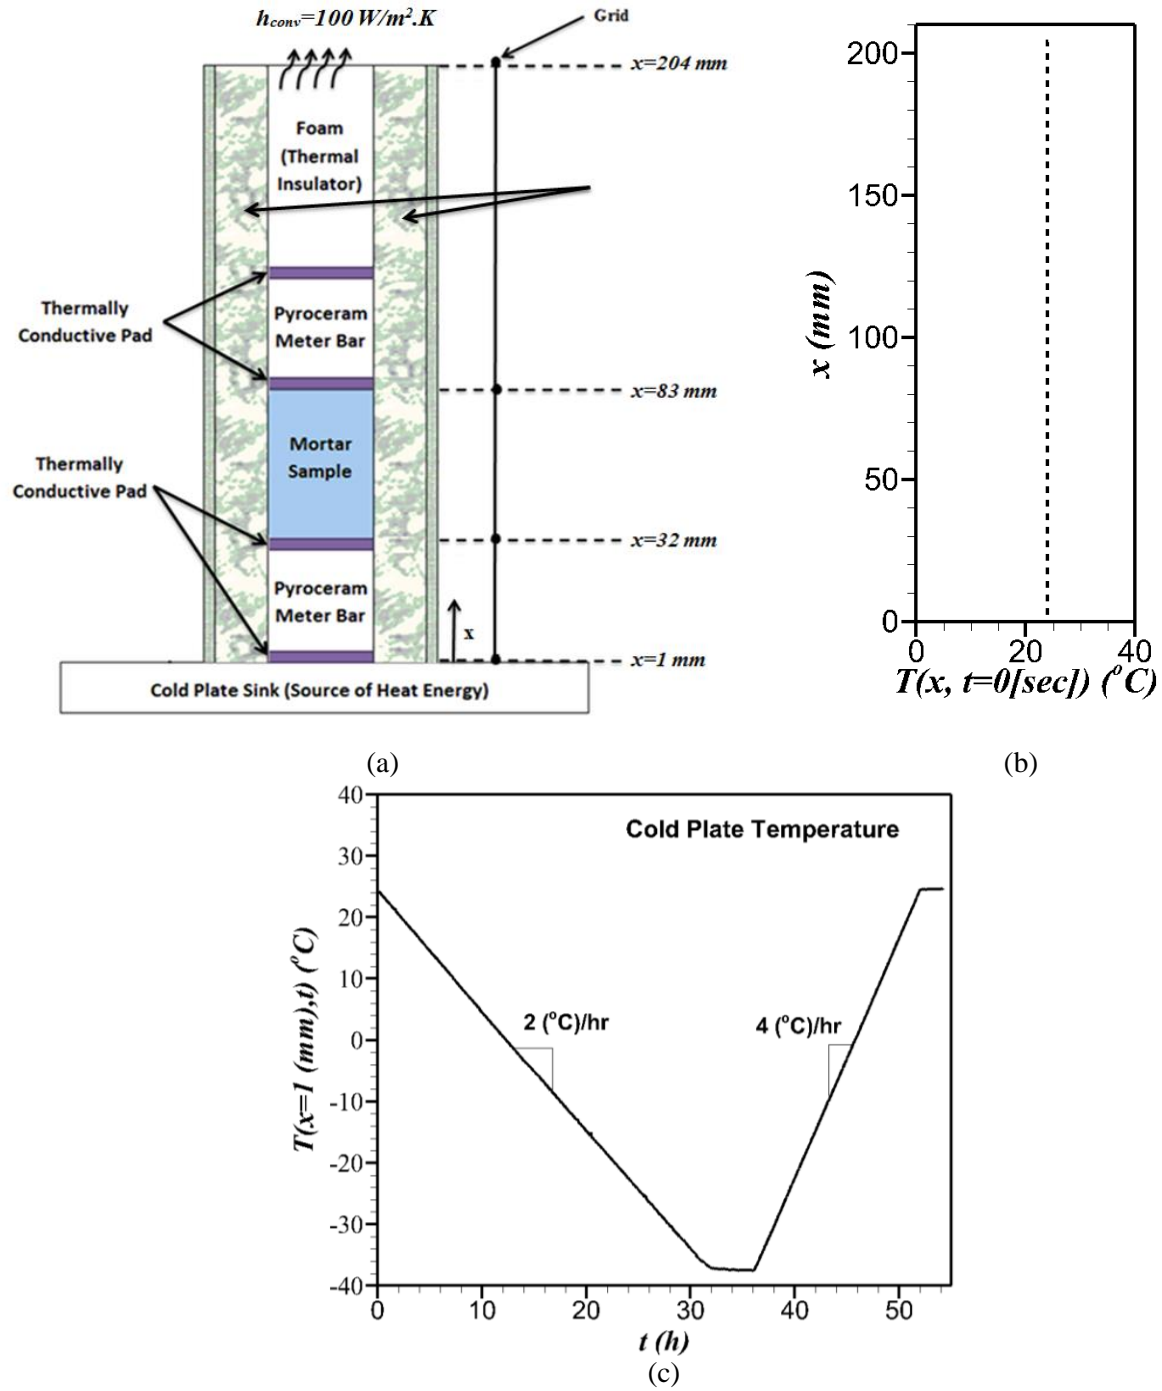 h_conv=100 W/m².K
Grid
x=204 mm
Foam
(Thermal
Insulator)
Thermally
Conductive Pad
Pyroceram
Meter Bar
x=83 mm
Mortar
Sample
Thermally
Conductive Pad
x=32 mm
Pyroceram
Meter Bar
x
x=1 mm
Cold Plate Sink (Source of Heat Energy)
(a)
200
150
100
50
0
x (mm)
0 20 40
T(x, t=0[sec]) (°C)
(b)
Cold Plate Temperature
40
30
20
10
0
-10
-20
-30
-40
T(x=1 (mm),t) (°C)
2 (°C)/hr
4 (°C)/hr
0 10 20 30 40 50
t (h)
(c)